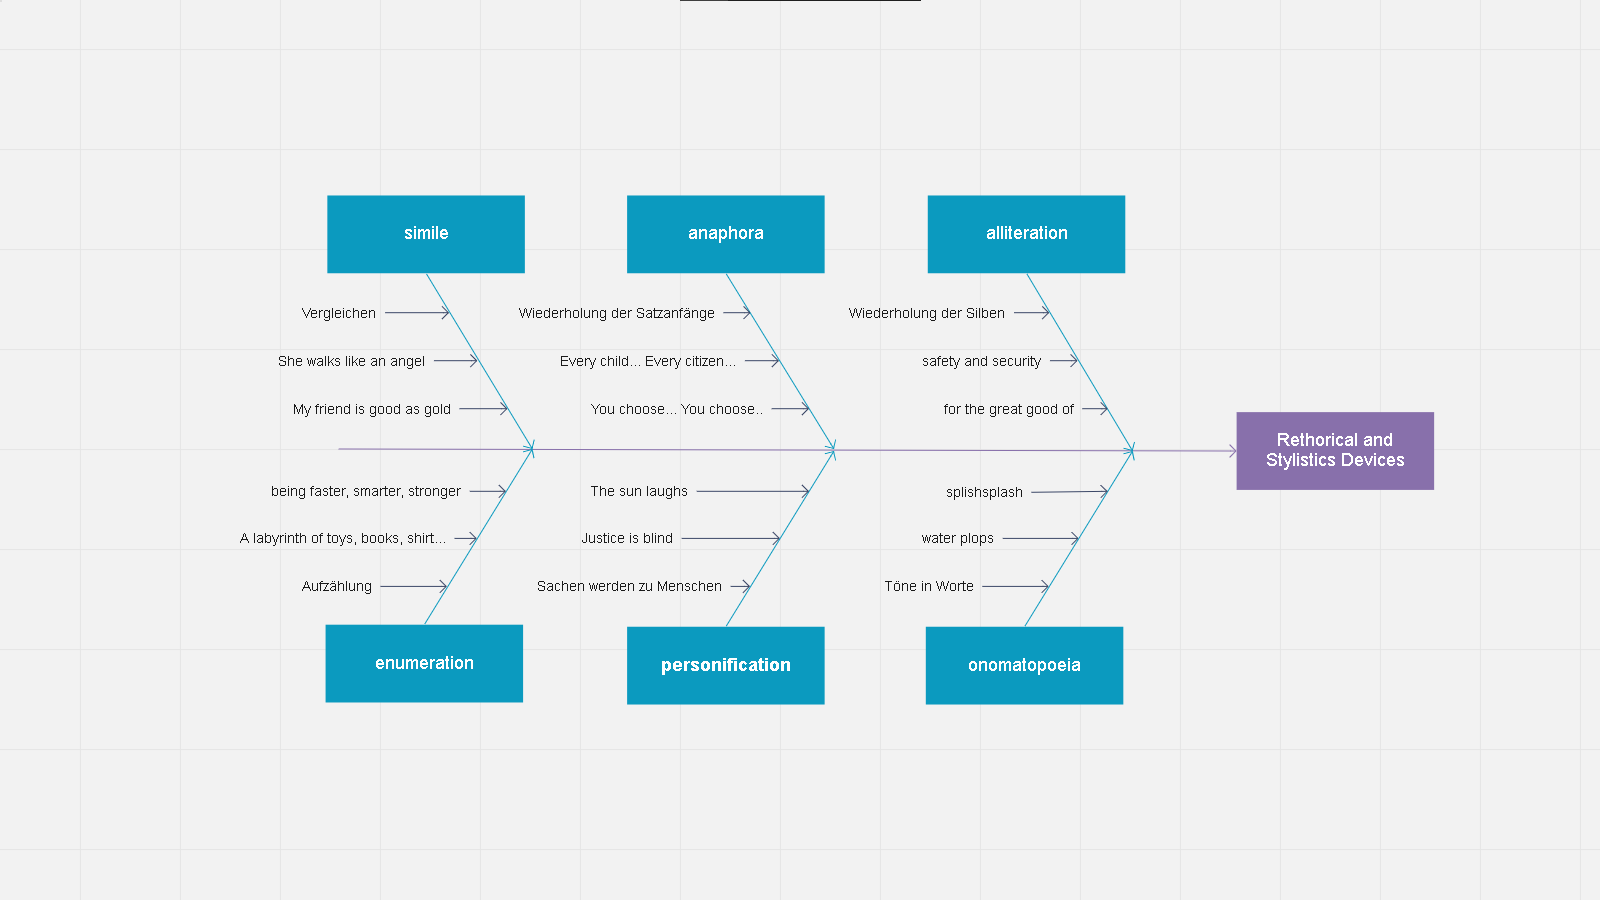 simile
anaphora
alliteration
Vergleichen
Wiederholung der Satzanfänge
Wiederholung der Silben
She walks like an angel
Every child... Every citizen...
safety and security
My friend is good as gold
You choose... You choose..
for the great good of
Rethorical and
Stylistics Devices
being faster, smarter, stronger
The sun laughs
splishsplash
A labyrinth of toys, books, shirt...
Justice is blind
water plops
Aufzählung
Sachen werden zu Menschen
Töne in Worte
enumeration
personification
onomatopoeia